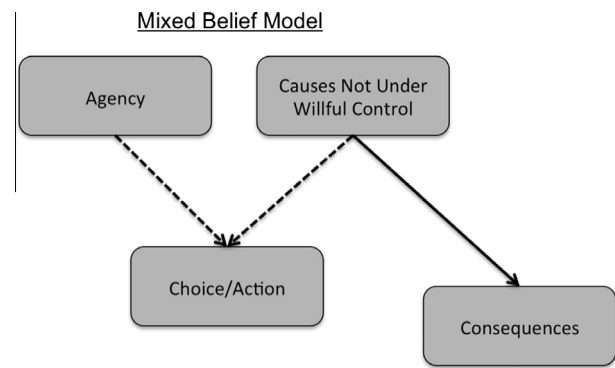 Mixed Belief Model
Agency
Causes Not Under
Willful Control
Choice/Action
Consequences